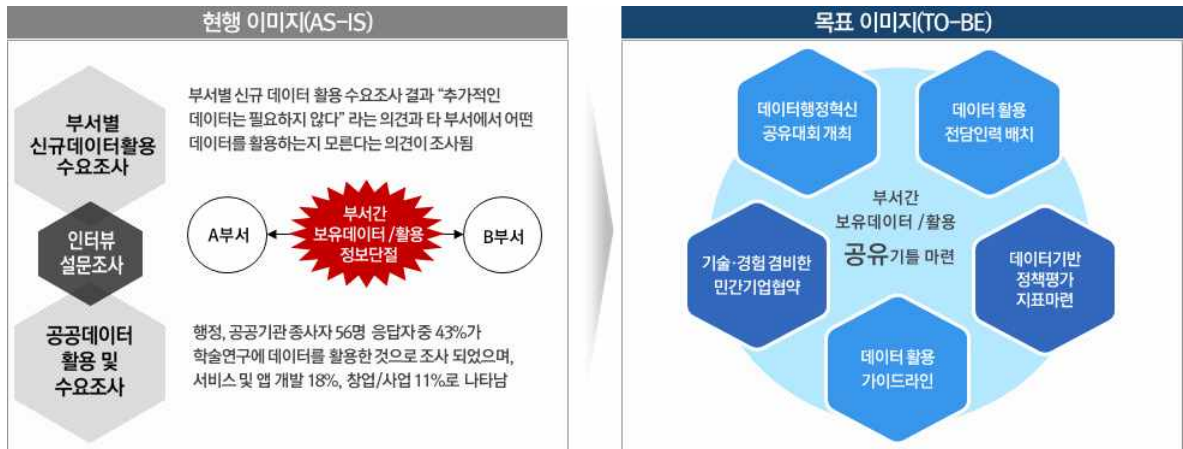 현행 이미지(AS-IS)
부서별
신규데이터활용
수요조사
부서별 신규 데이터 활용 수요조사 결과 “추가적인
데이터는 필요하지 않다” 라는 의견과 타 부서에서 어떤
데이터를 활용하는지 모른다는 의견이 조사됨
인터뷰
설문조사
A부서
부서간
보유데이터 /활용
정보단절
B부서
공공데이터
활용 및
수요조사
행정, 공공기관 종사자 56명 응답자 중 43%가
학술연구에 데이터를 활용한 것으로 조사 되었으며,
서비스 및 앱 개발 18%, 창업/사업 11%로 나타남
목표 이미지(TO-BE)
데이터행정혁신
공유대회 개최
데이터 활용
전담인력 배치
부서간
보유데이터 /활용
공유기틀 마련
기술·경험 겸비한
민간기업협약
데이터기반
정책평가
지표마련
데이터 활용
가이드라인